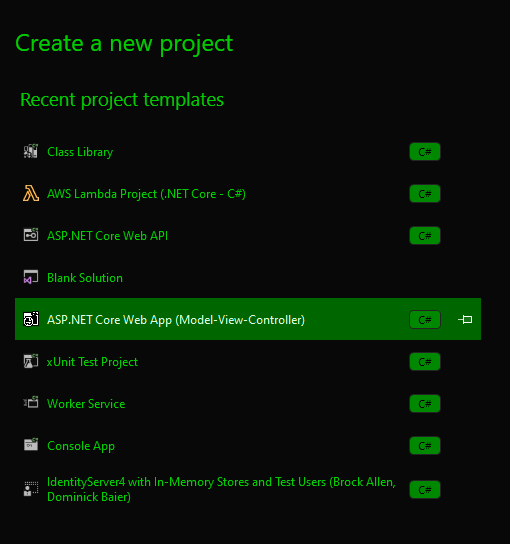 Create a new project
Recent project templates
Class Library C#
AWS Lambda Project (.NET Core - C#) C#
ASP.NET Core Web API C#
Blank Solution
ASP.NET Core Web App (Model-View-Controller) C#
xUnit Test Project C#
Worker Service C#
Console App C#
IdentityServer4 with In-Memory Stores and Test Users (Brock Allen, C#
Dominick Baier)